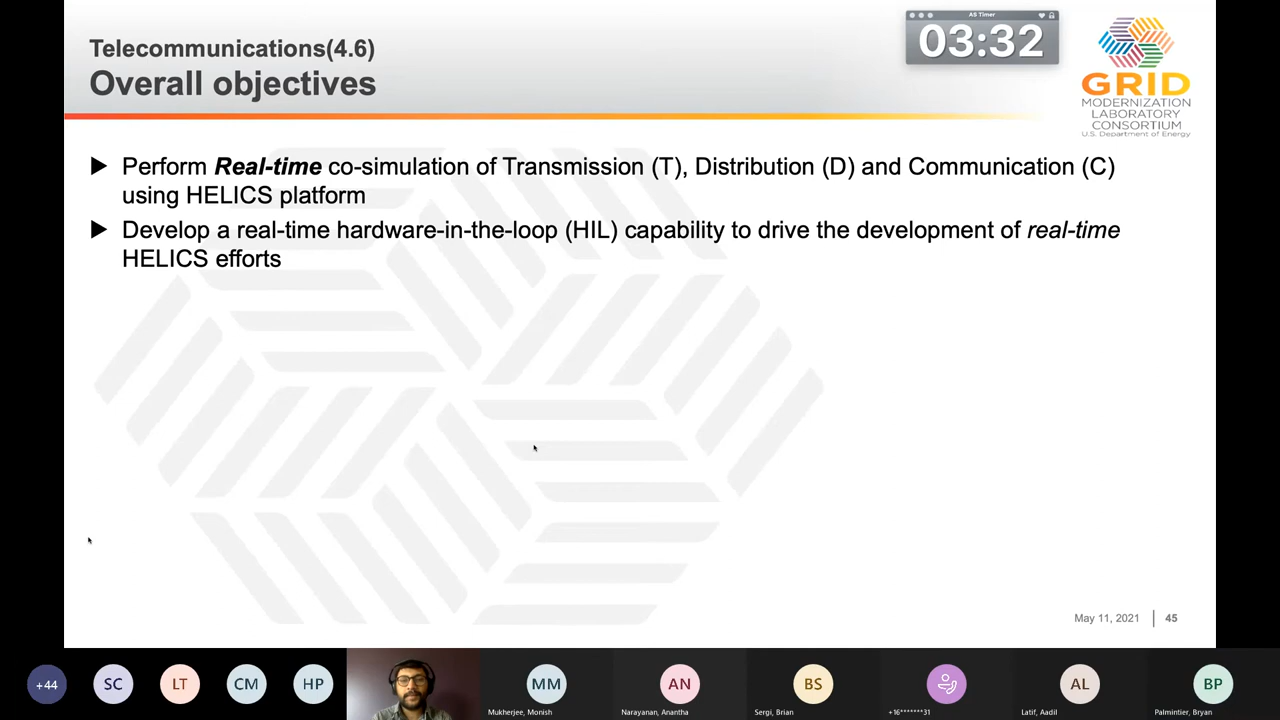 Telecommunications(4.6)
Overall objectives
AS Timer
03:32
GRID
MODERNIZATION
LABORATORY
CONSORTIUM
U.S. Department of Energy
Perform Real-time co-simulation of Transmission (T), Distribution (D) and Communication (C)
using HELICS platform
Develop a real-time hardware-in-the-loop (HIL) capability to drive the development of real-time
HELICS efforts
May 11, 2021
45
+44
SC
LT
CM
HP
MM
AN
BS
AL
BP
Mukherjee, Monish
Narayanan, Anantha
Sergi, Brian
+16*******31
Latif, Aadil
Palmintier, Bryan